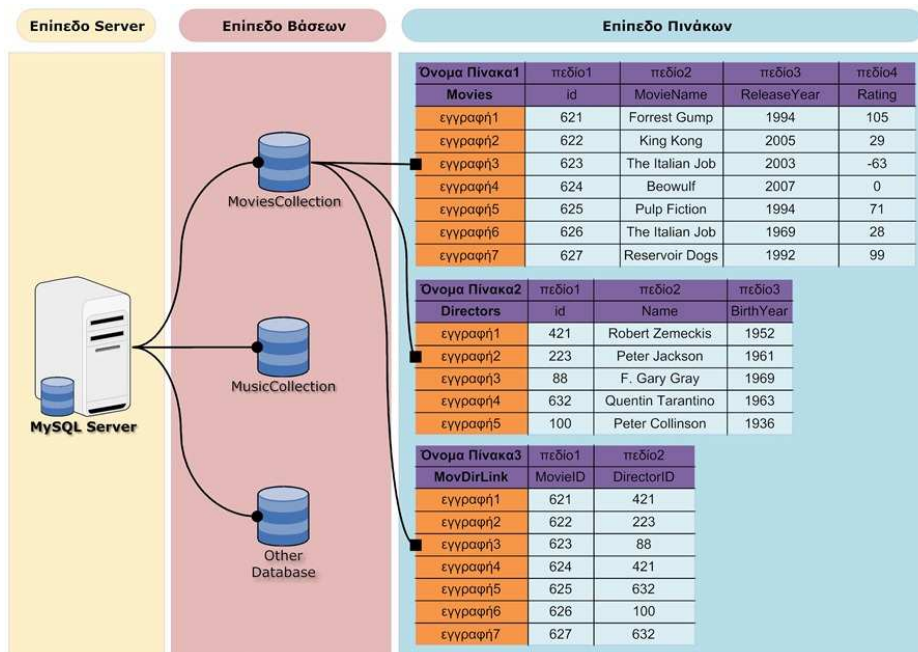 Επίπεδο Server
Επίπεδο Βάσεων
Επίπεδο Πινάκων
MySQL Server
MoviesCollection
MusicCollection
Other
Database
Όνομα Πίνακα1 πεδίο1 πεδίο2 πεδίο3 πεδίο4
Movies id MovieName ReleaseYear Rating
εγγραφή1 621 Forrest Gump 1994 105
εγγραφή2 622 King Kong 2005 29
εγγραφή3 623 The Italian Job 2003 -63
εγγραφή4 624 Beowulf 2007 0
εγγραφή5 625 Pulp Fiction 1994 71
εγγραφή6 626 The Italian Job 1969 28
εγγραφή7 627 Reservoir Dogs 1992 99
Όνομα Πίνακα2 πεδίο1 πεδίο2 πεδίο3
Directors id Name BirthYear
εγγραφή1 421 Robert Zemeckis 1952
εγγραφή2 223 Peter Jackson 1961
εγγραφή3 88 F. Gary Gray 1969
εγγραφή4 632 Quentin Tarantino 1963
εγγραφή5 100 Peter Collinson 1936
Όνομα Πίνακα3 πεδίο1 πεδίο2
MovDirLink MovieID DirectorID
εγγραφή1 621 421
εγγραφή2 622 223
εγγραφή3 623 88
εγγραφή4 624 421
εγγραφή5 625 632
εγγραφή6 626 100
εγγραφή7 627 632